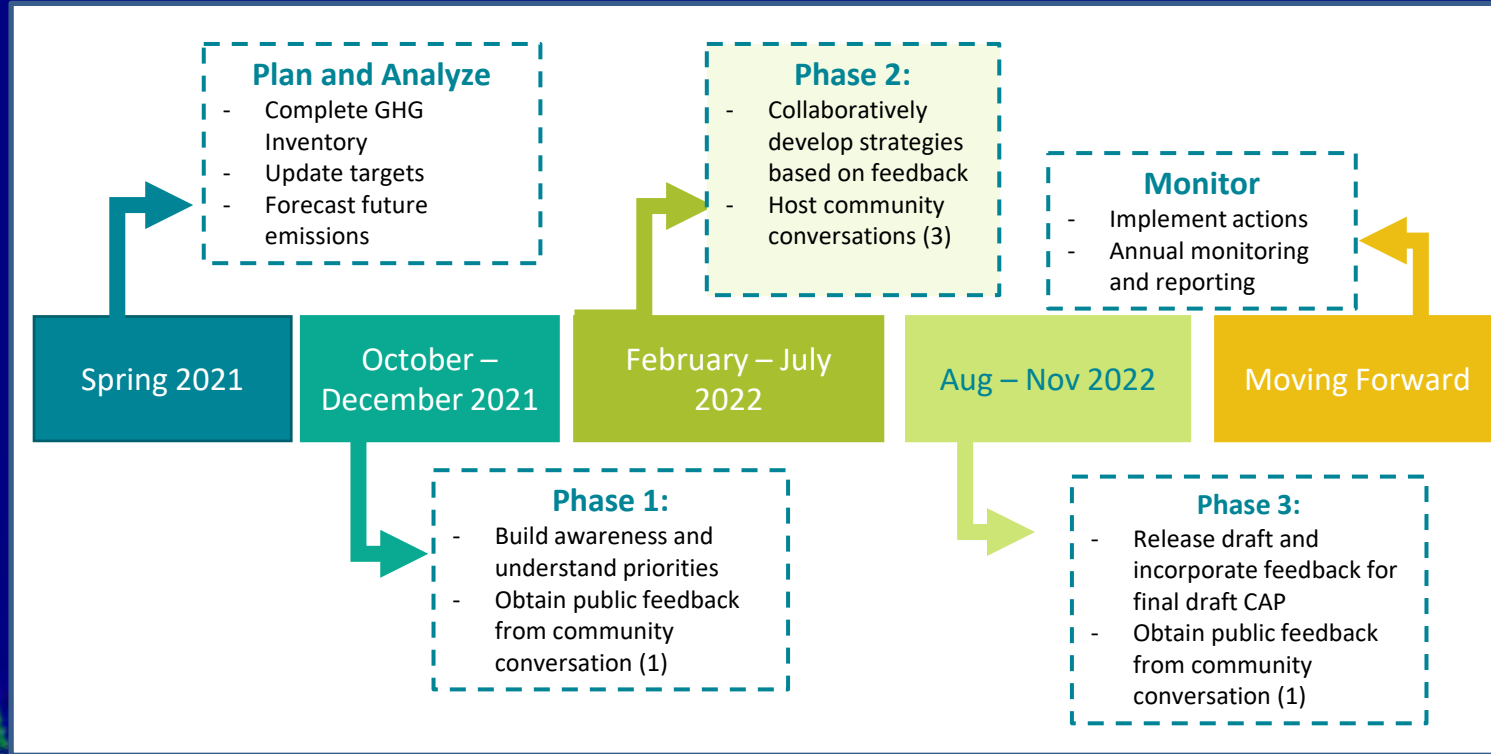 Plan and Analyze
- Complete GHG
Inventory
- Update targets
- Forecast future
emissions
Phase 2:
- Collaboratively
develop strategies
based on feedback
- Host community
conversations (3)
Monitor
- Implement actions
- Annual monitoring
and reporting
Spring 2021
October –
December 2021
February – July
2022
Aug – Nov 2022
Moving Forward
Phase 1:
- Build awareness and
understand priorities
- Obtain public feedback
from community
conversation (1)
Phase 3:
- Release draft and
incorporate feedback for
final draft CAP
- Obtain public feedback
from community
conversation (1)